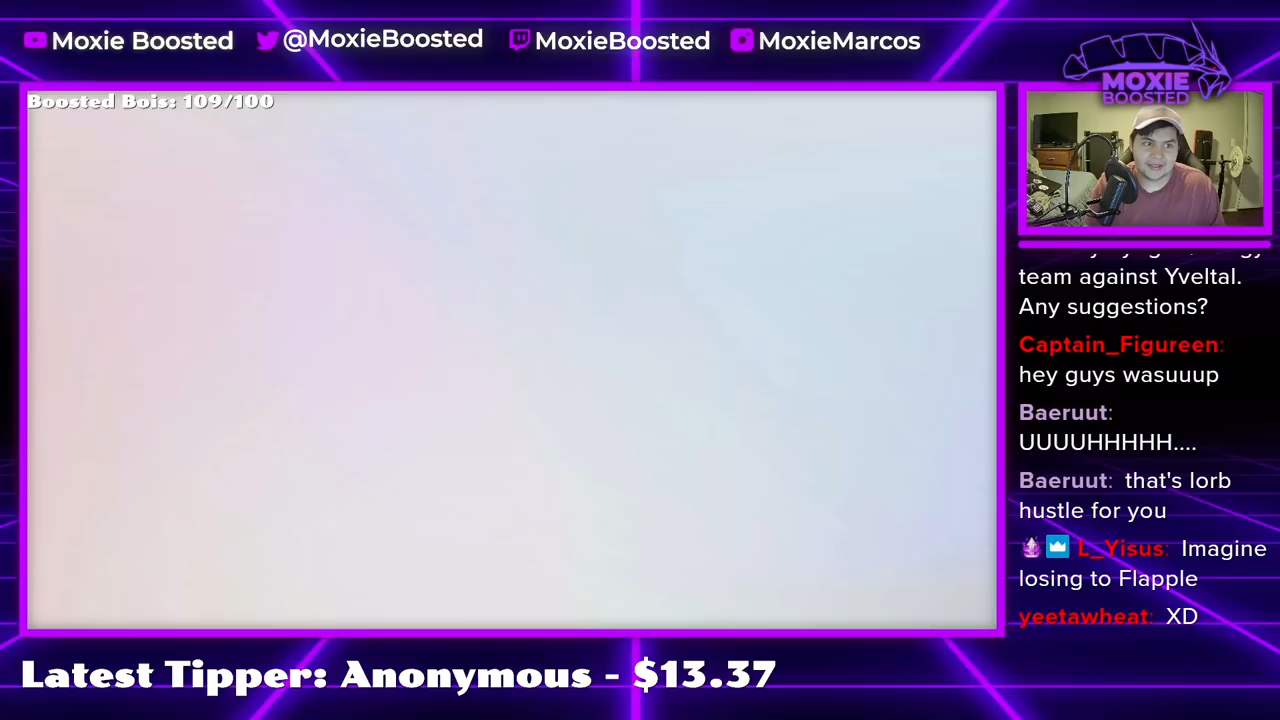 Moxie Boosted @MoxieBoosted MoxieBoosted MoxieMarcos
MOXIE
BOOSTED
Boosted Bois: 109/100
team against Yveltal.
Any suggestions?
Captain_Figureen:
hey guys wasuuup
Baeruut:
UUUUHHHHH....
Baeruut: that's lorb
hustle for you
L_Yisus: Imagine
losing to Flapple
yeetawheat: XD
Latest Tipper: Anonymous - $13.37